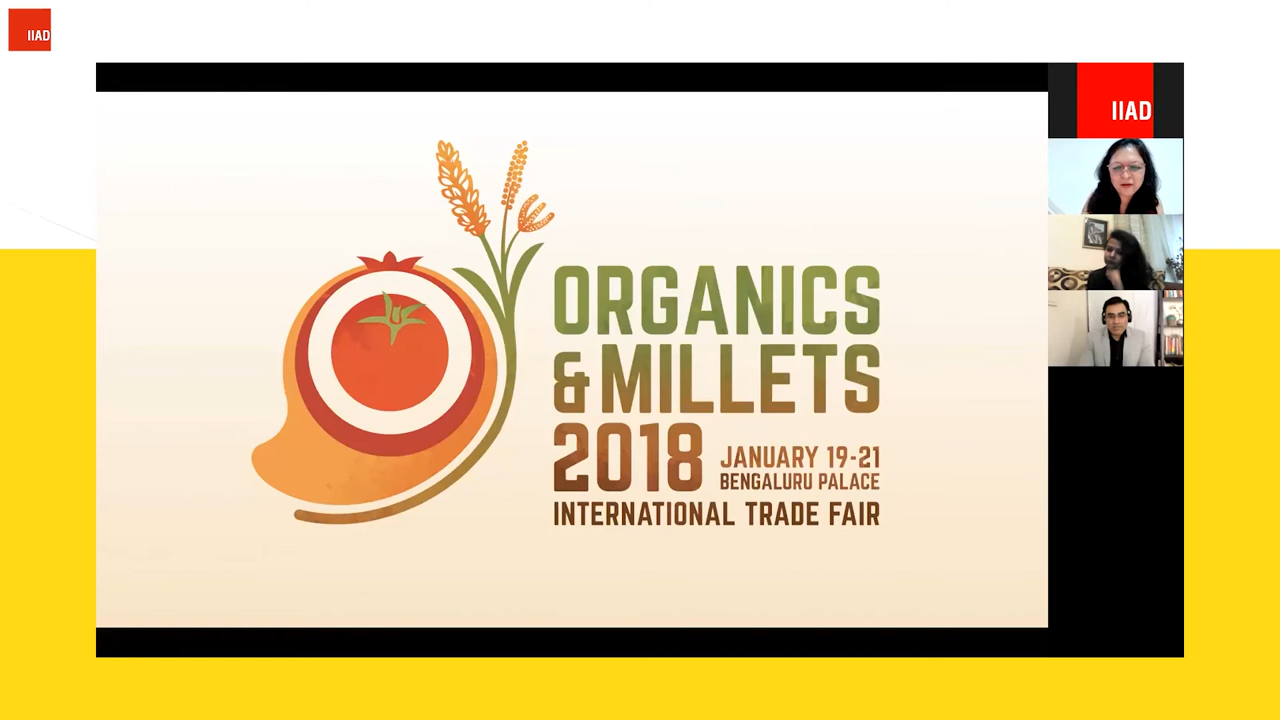 IIAD
IIAD
ORGANICS
& MILLETS
2018 JANUARY 19-21
BENGALURU PALACE
INTERNATIONAL TRADE FAIR